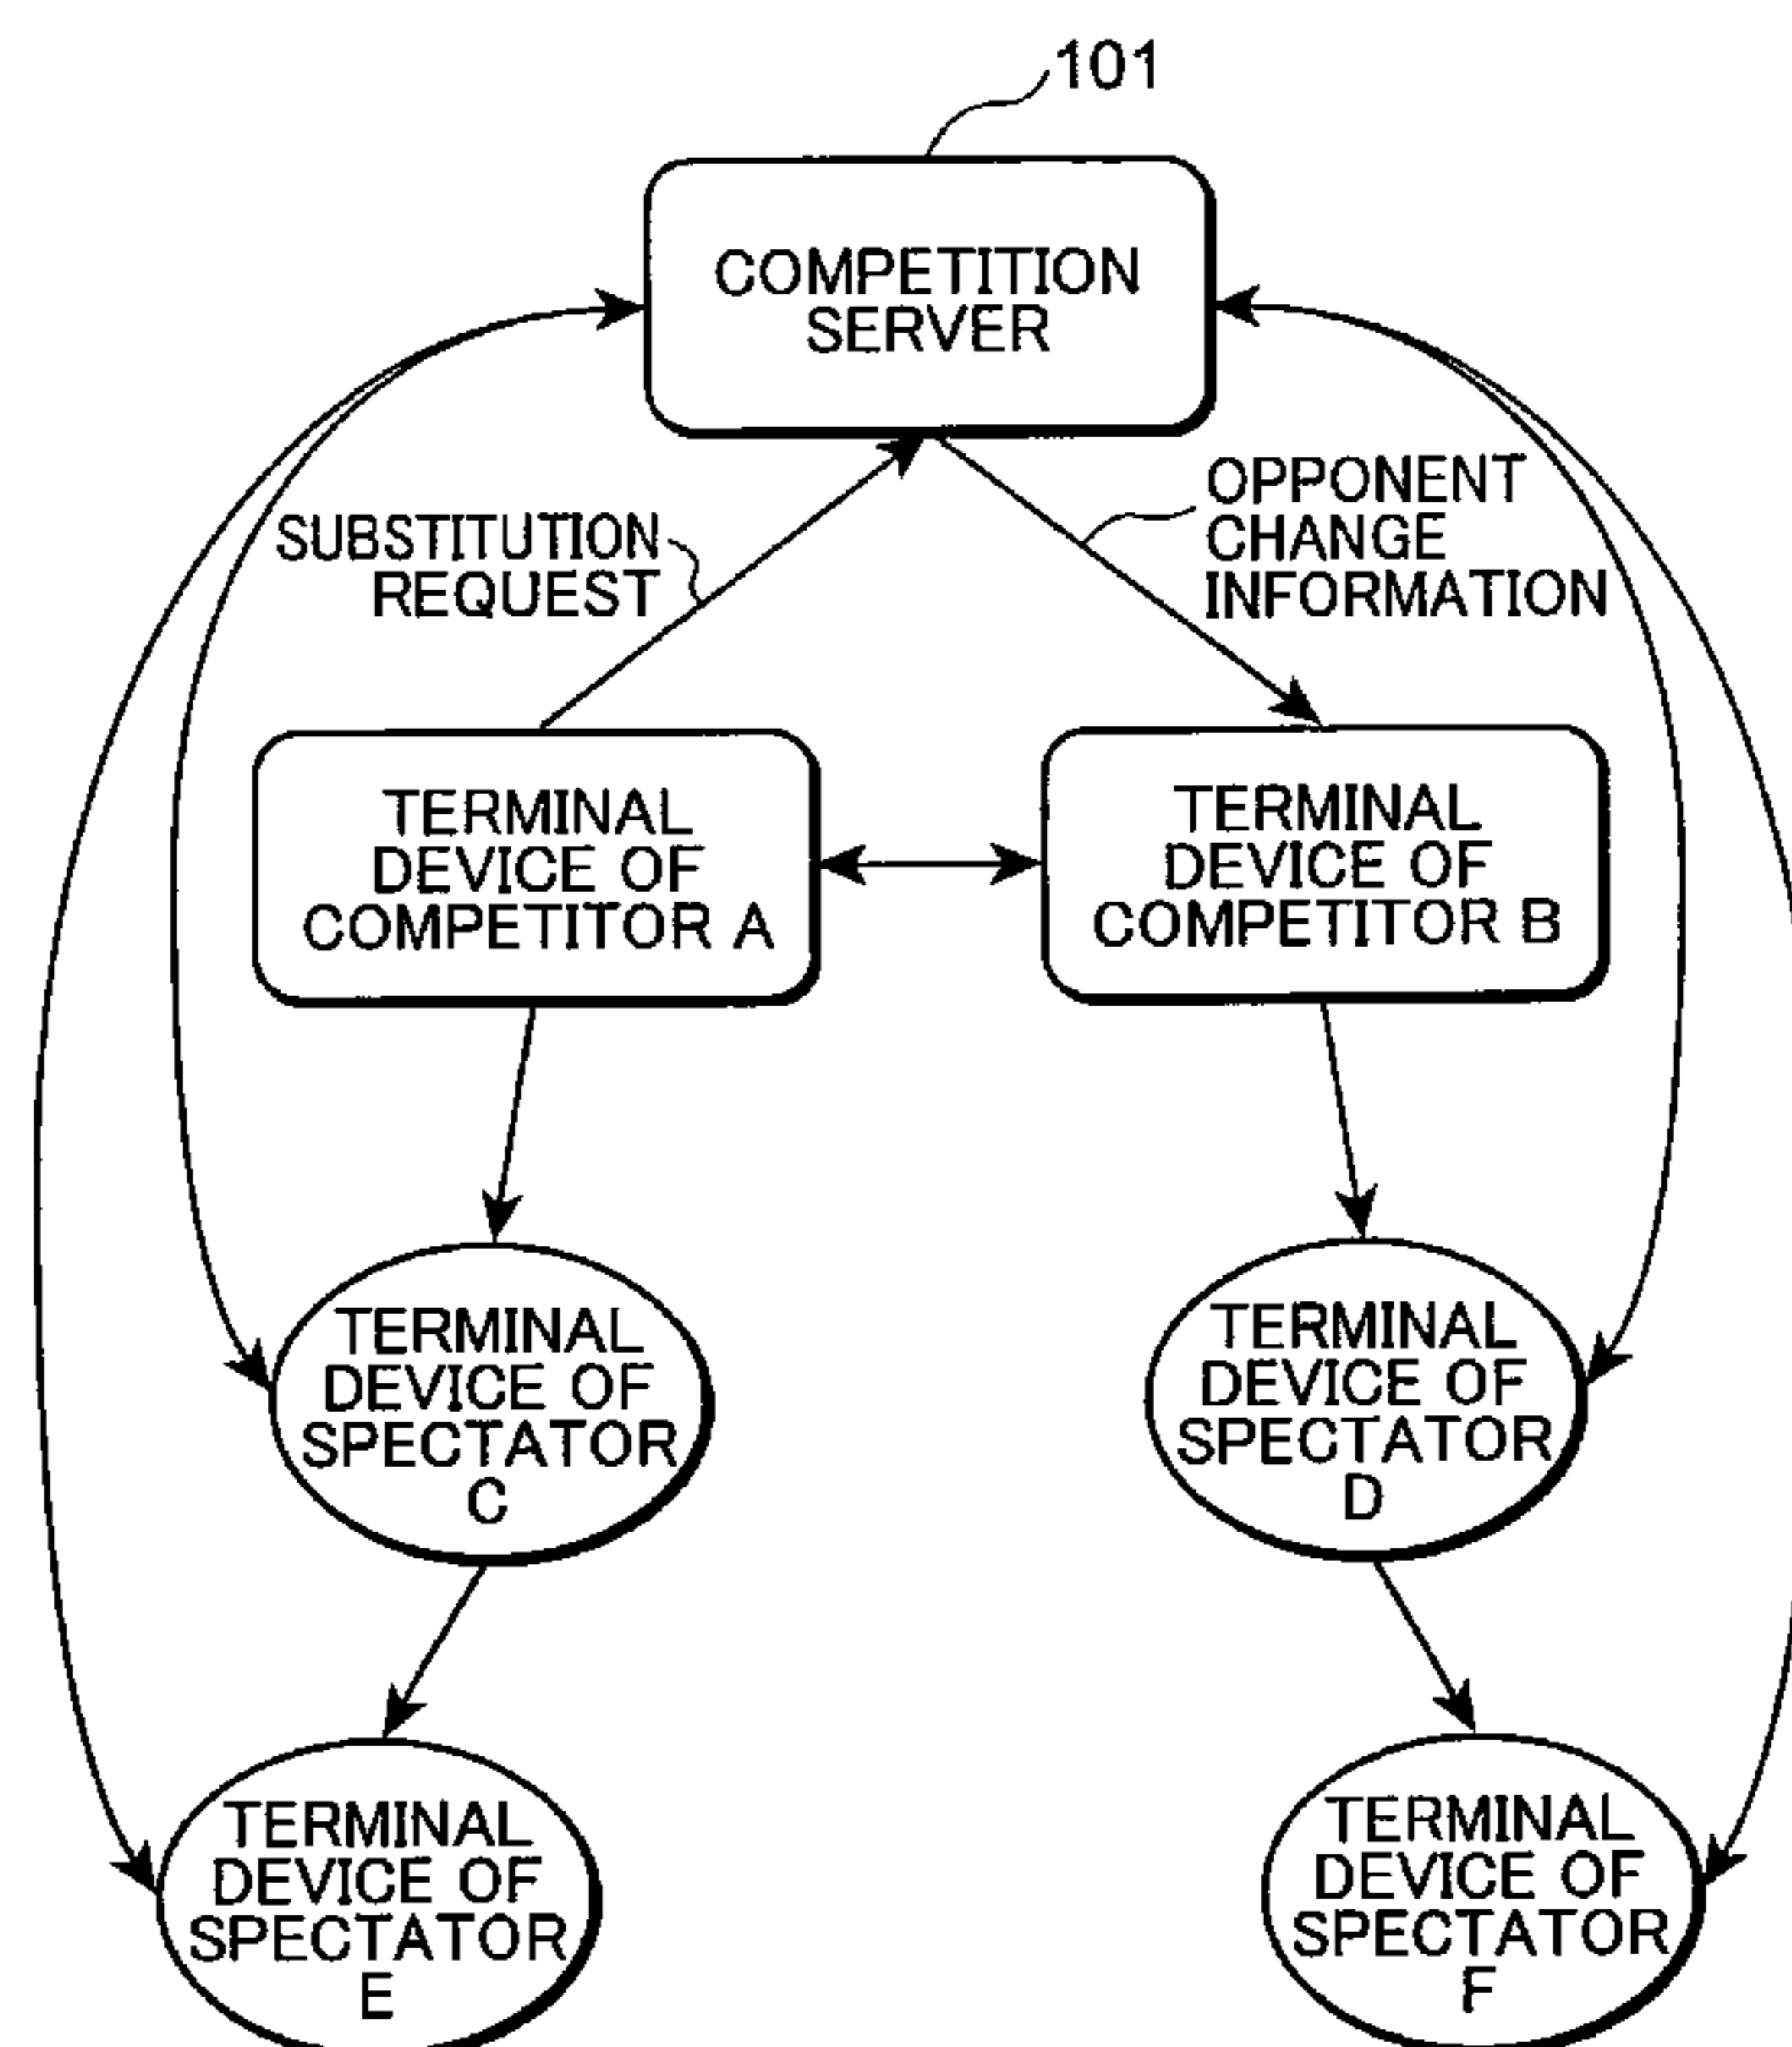 101
COMPETITION
SERVER
SUBSTITUTION
REQUEST
OPPONENT
CHANGE
INFORMATION
TERMINAL
DEVICE OF
COMPETITOR A
TERMINAL
DEVICE OF
COMPETITOR B
TERMINAL
DEVICE OF
SPECTATOR
C
TERMINAL
DEVICE OF
SPECTATOR
D
TERMINAL
DEVICE OF
SPECTATOR
E
TERMINAL
DEVICE OF
SPECTATOR
F